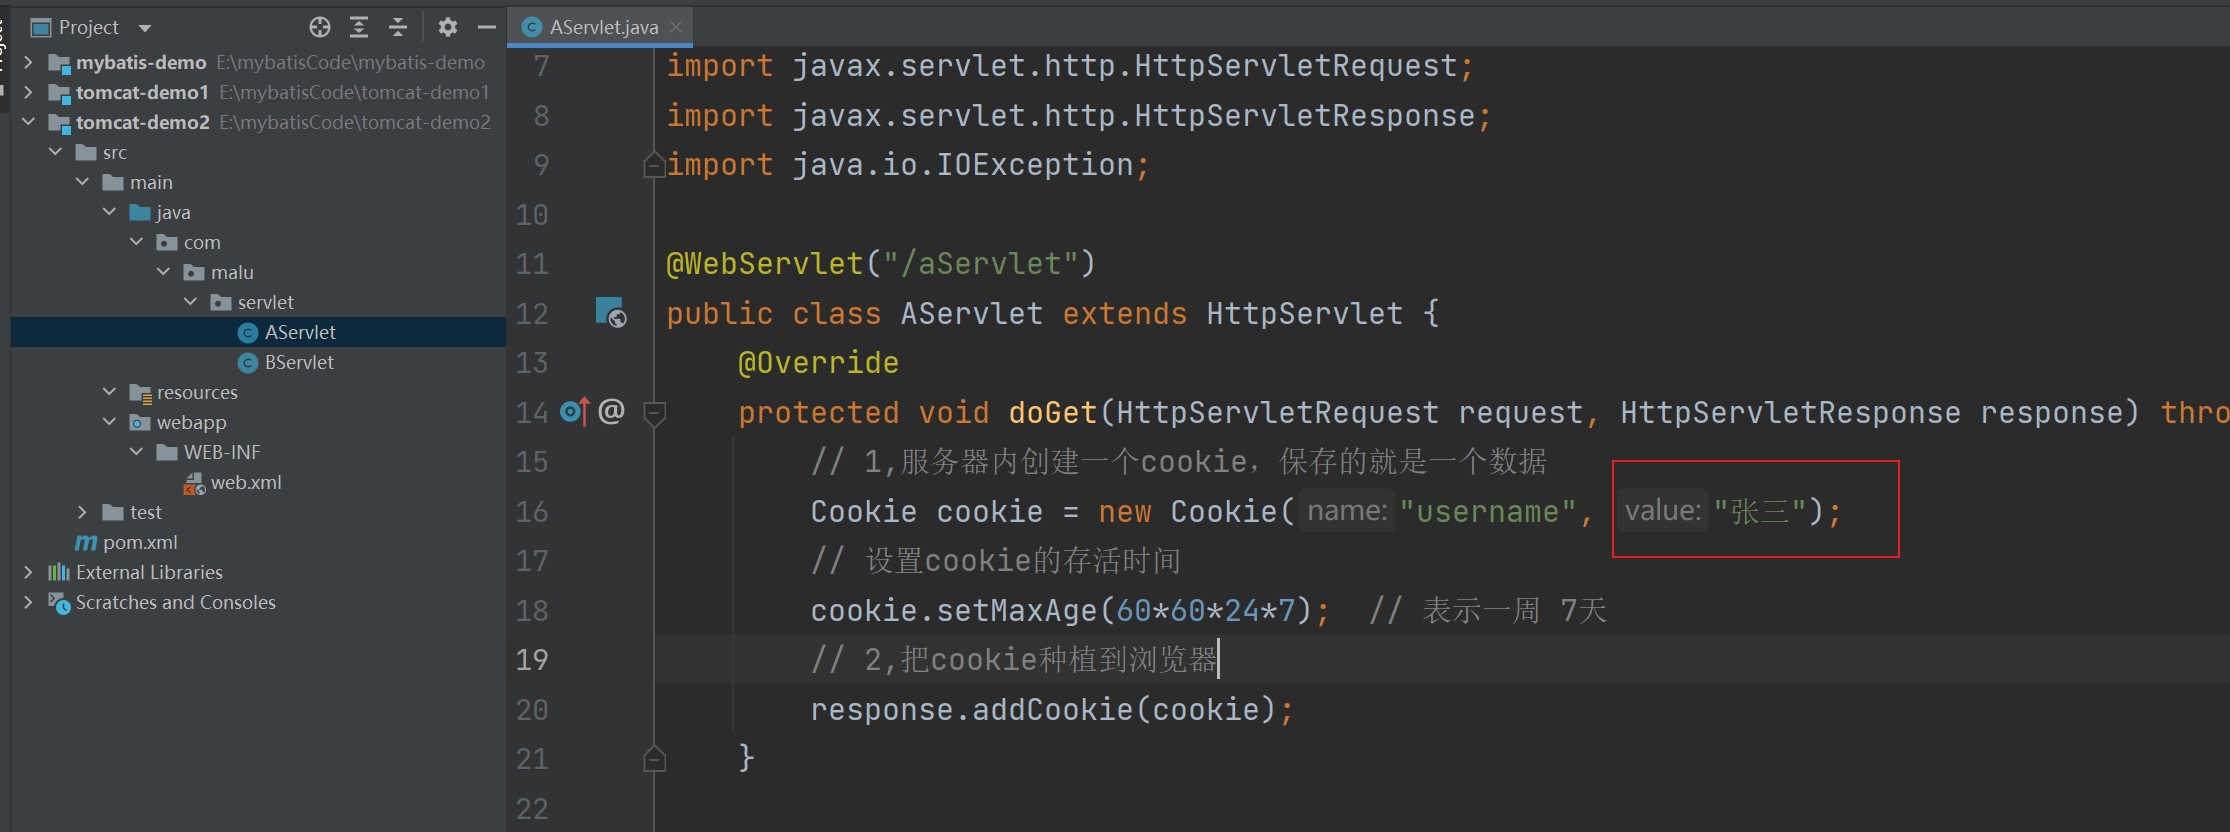 Project
mybatis-demo E:\mybatisCode\mybatis-demo
tomcat-demo1 E:\mybatisCode\tomcat-demo1
tomcat-demo2 E:\mybatisCode\tomcat-demo2
src
main
java
com
malu
servlet
AServlet
BServlet
resources
webapp
WEB-INF
web.xml
test
pom.xml
External Libraries
Scratches and Consoles
AServlet.java
7 import javax.servlet.http.HttpServletRequest;
8 import javax.servlet.http.HttpServletResponse;
9 import java.io.IOException;
10
11 @WebServlet("/aServlet")
12 public class AServlet extends HttpServlet {
13 @Override
14 @ protected void doGet(HttpServletRequest request, HttpServletResponse response) thro
15 // 1,服务器内创建一个cookie，保存的就是一个数据
16 Cookie cookie = new Cookie( name: "username", value: "张三");
17 // 设置cookie的存活时间
18 cookie.setMaxAge(60*60*24*7); // 表示一周 7天
19 // 2,把cookie种植到浏览器
20 response.addCookie(cookie);
21 }
22